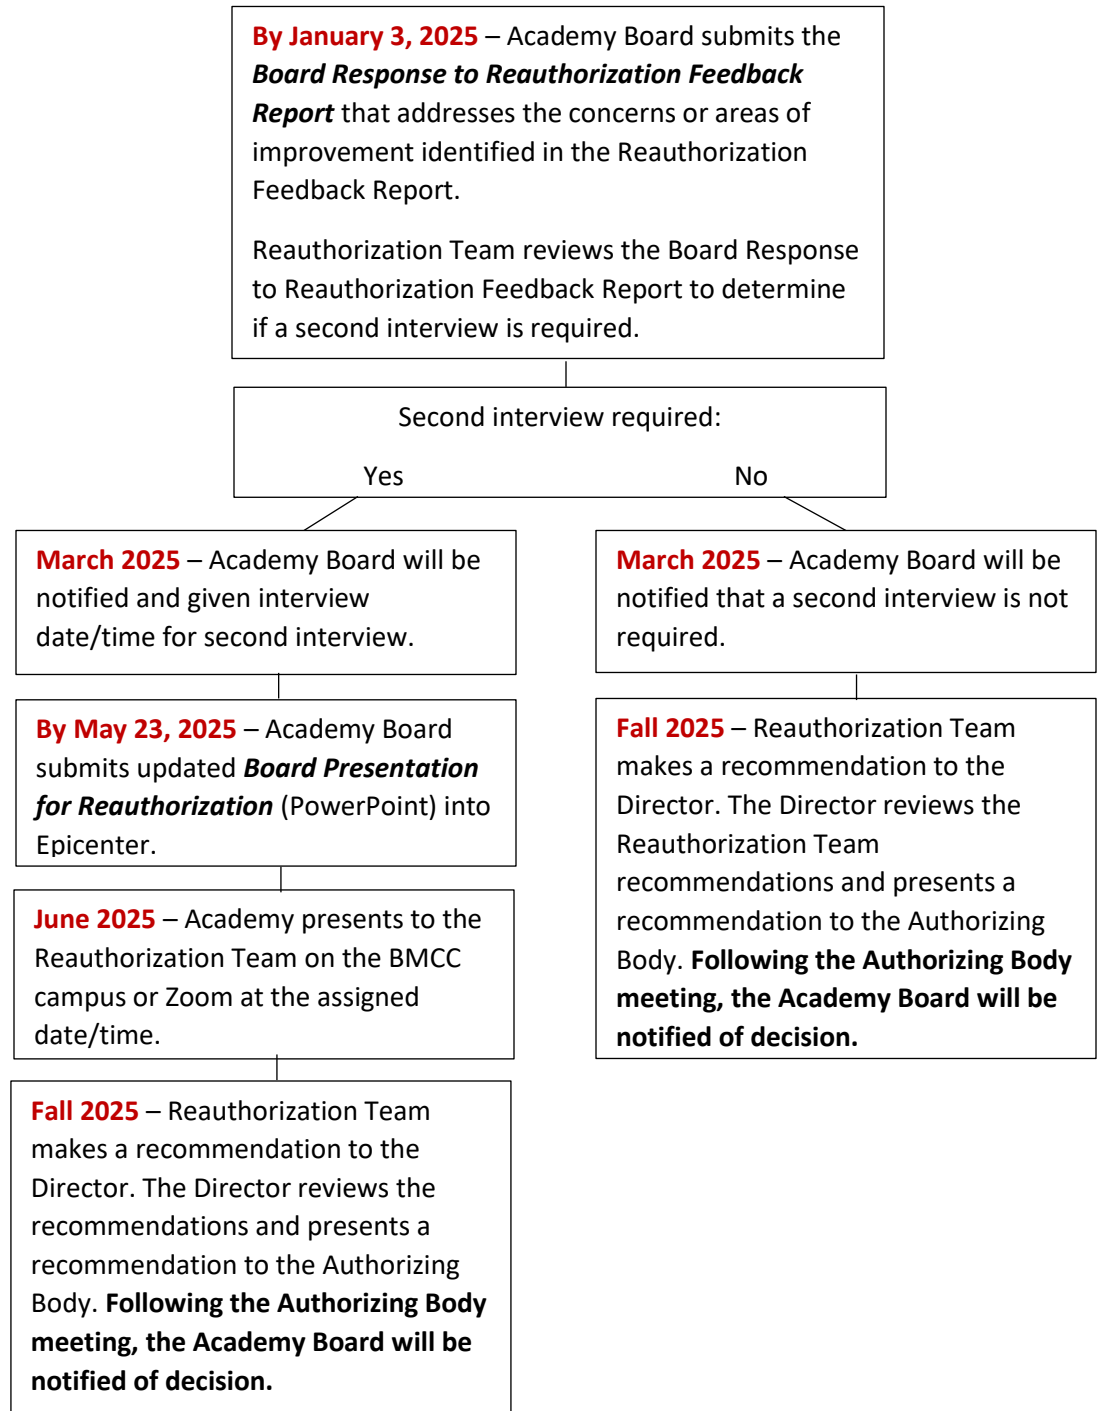 By January 3, 2025 – Academy Board submits the
Board Response to Reauthorization Feedback
Report that addresses the concerns or areas of
improvement identified in the Reauthorization
Feedback Report.
Reauthorization Team reviews the Board Response
to Reauthorization Feedback Report to determine
if a second interview is required.
Second interview required:
Yes No
March 2025 – Academy Board will be
notified and given interview
date/time for second interview.
By May 23, 2025 – Academy Board
submits updated Board Presentation
for Reauthorization (PowerPoint) into
Epicenter.
June 2025 – Academy presents to the
Reauthorization Team on the BMCC
campus or Zoom at the assigned
date/time.
Fall 2025 – Reauthorization Team
makes a recommendation to the
Director. The Director reviews the
recommendations and presents a
recommendation to the Authorizing
Body. Following the Authorizing Body
meeting, the Academy Board will be
notified of decision.
March 2025 – Academy Board will be
notified that a second interview is not
required.
Fall 2025 – Reauthorization Team
makes a recommendation to the
Director. The Director reviews the
Reauthorization Team
recommendations and presents a
recommendation to the Authorizing
Body. Following the Authorizing Body
meeting, the Academy Board will be
notified of decision.